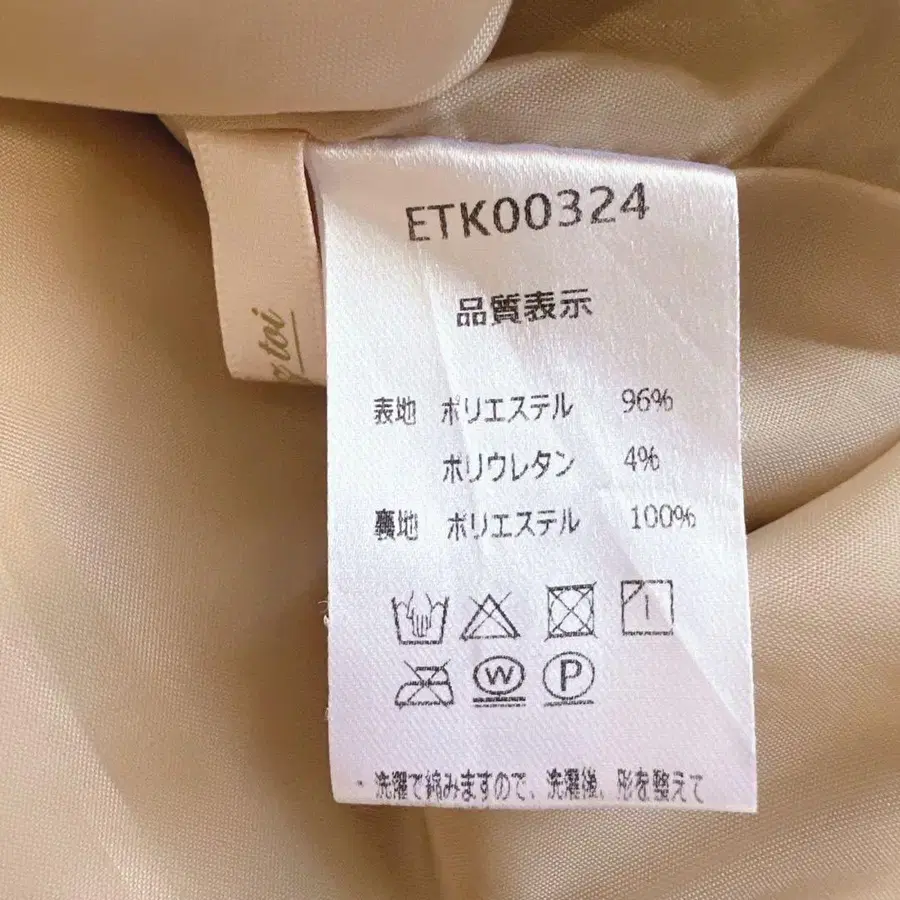 toi
ETK00324
品質表示
表地 ポリエステル 96%
ポリウレタン 4%
裏地 ポリエステル 100%
W P
・洗濯で縮みますので、洗濯後、形を整えて